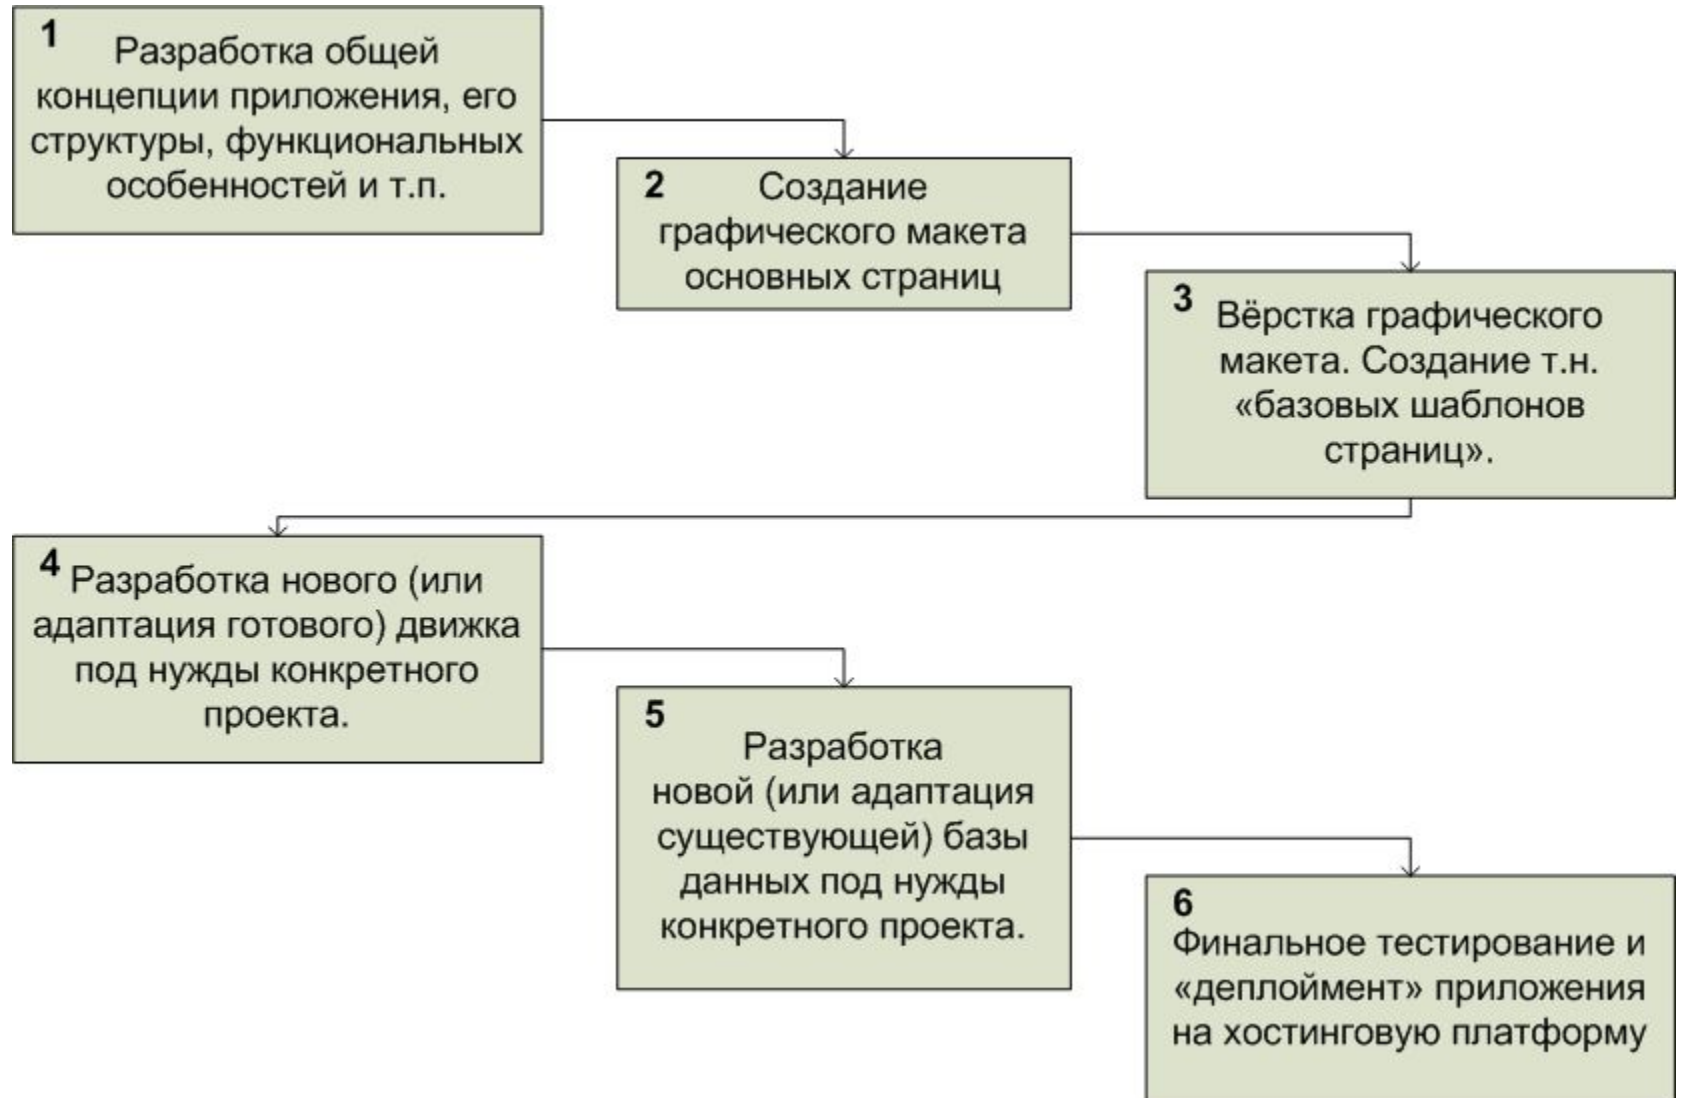 1
Разработка общей
концепции приложения, его
структуры, функциональных
особенностей и т.п.
2 Создание
графического макета
основных страниц
3
Вёрстка графического
макета. Создание т.н.
«базовых шаблонов
страниц».
4
Разработка нового (или
адаптация готового) движка
под нужды конкретного
проекта.
5
Разработка
новой (или адаптация
существующей) базы
данных под нужды
конкретного проекта.
6
Финальное тестирование и
«деплоймент» приложения
на хостинговую платформу